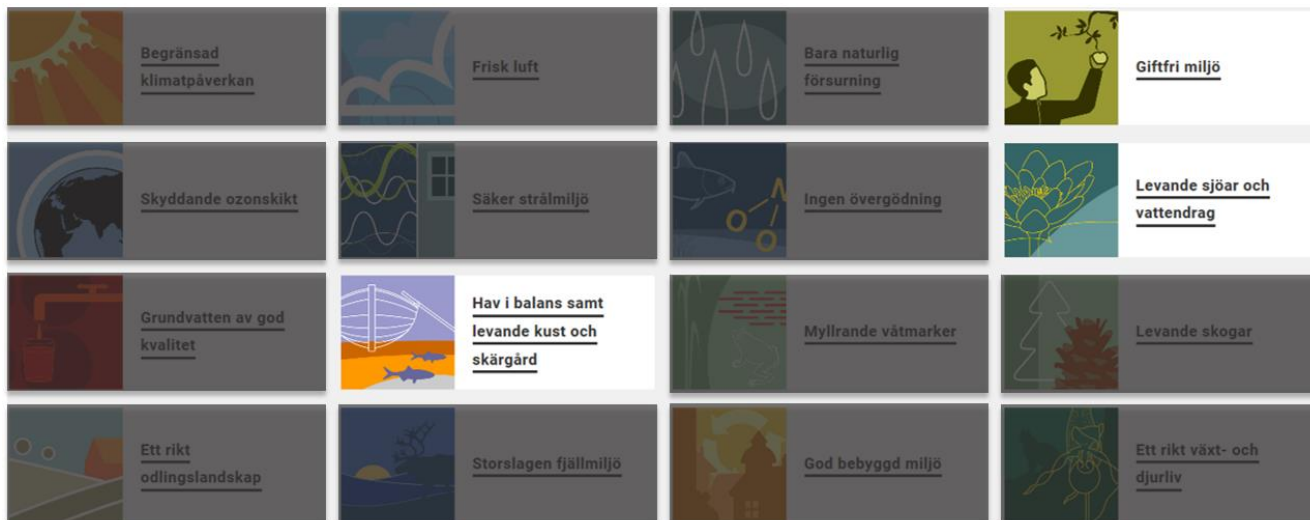 Begränsad
klimatpåverkan
Frisk luft
Bara naturlig
försurning
Giftfri miljö
Skyddande ozonskikt
Säker strålmiljö
N
O
O
Ingen övergödning
Levande sjöar och
vattendrag
Grundvatten av god
kvalitet
Hav i balans samt
levande kust och
skärgård
Myllrande våtmarker
Levande skogar
Ett rikt
odlingslandskap
Storslagen fjällmiljö
God bebyggd miljö
Ett rikt växt- och
djurliv